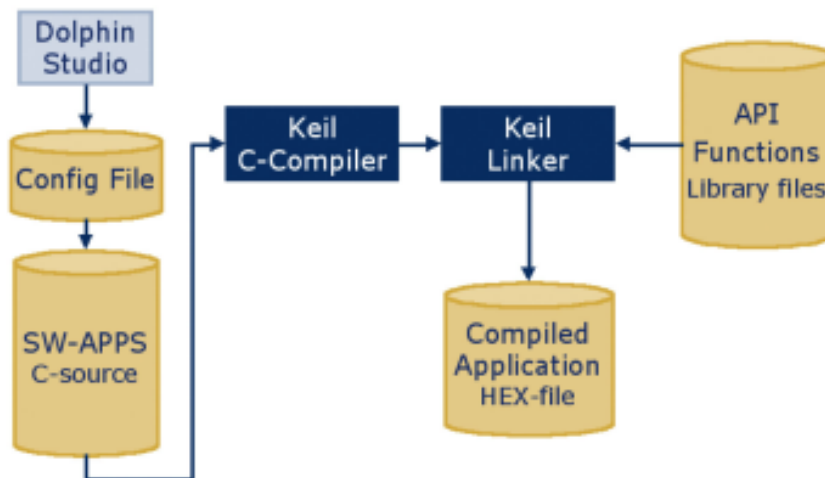 Dolphin
Studio
Config File
SW-APPS
C-source
Keil
C-Compiler
Keil
Linker
API
Functions
Library files
Compiled
Application
HEX-file